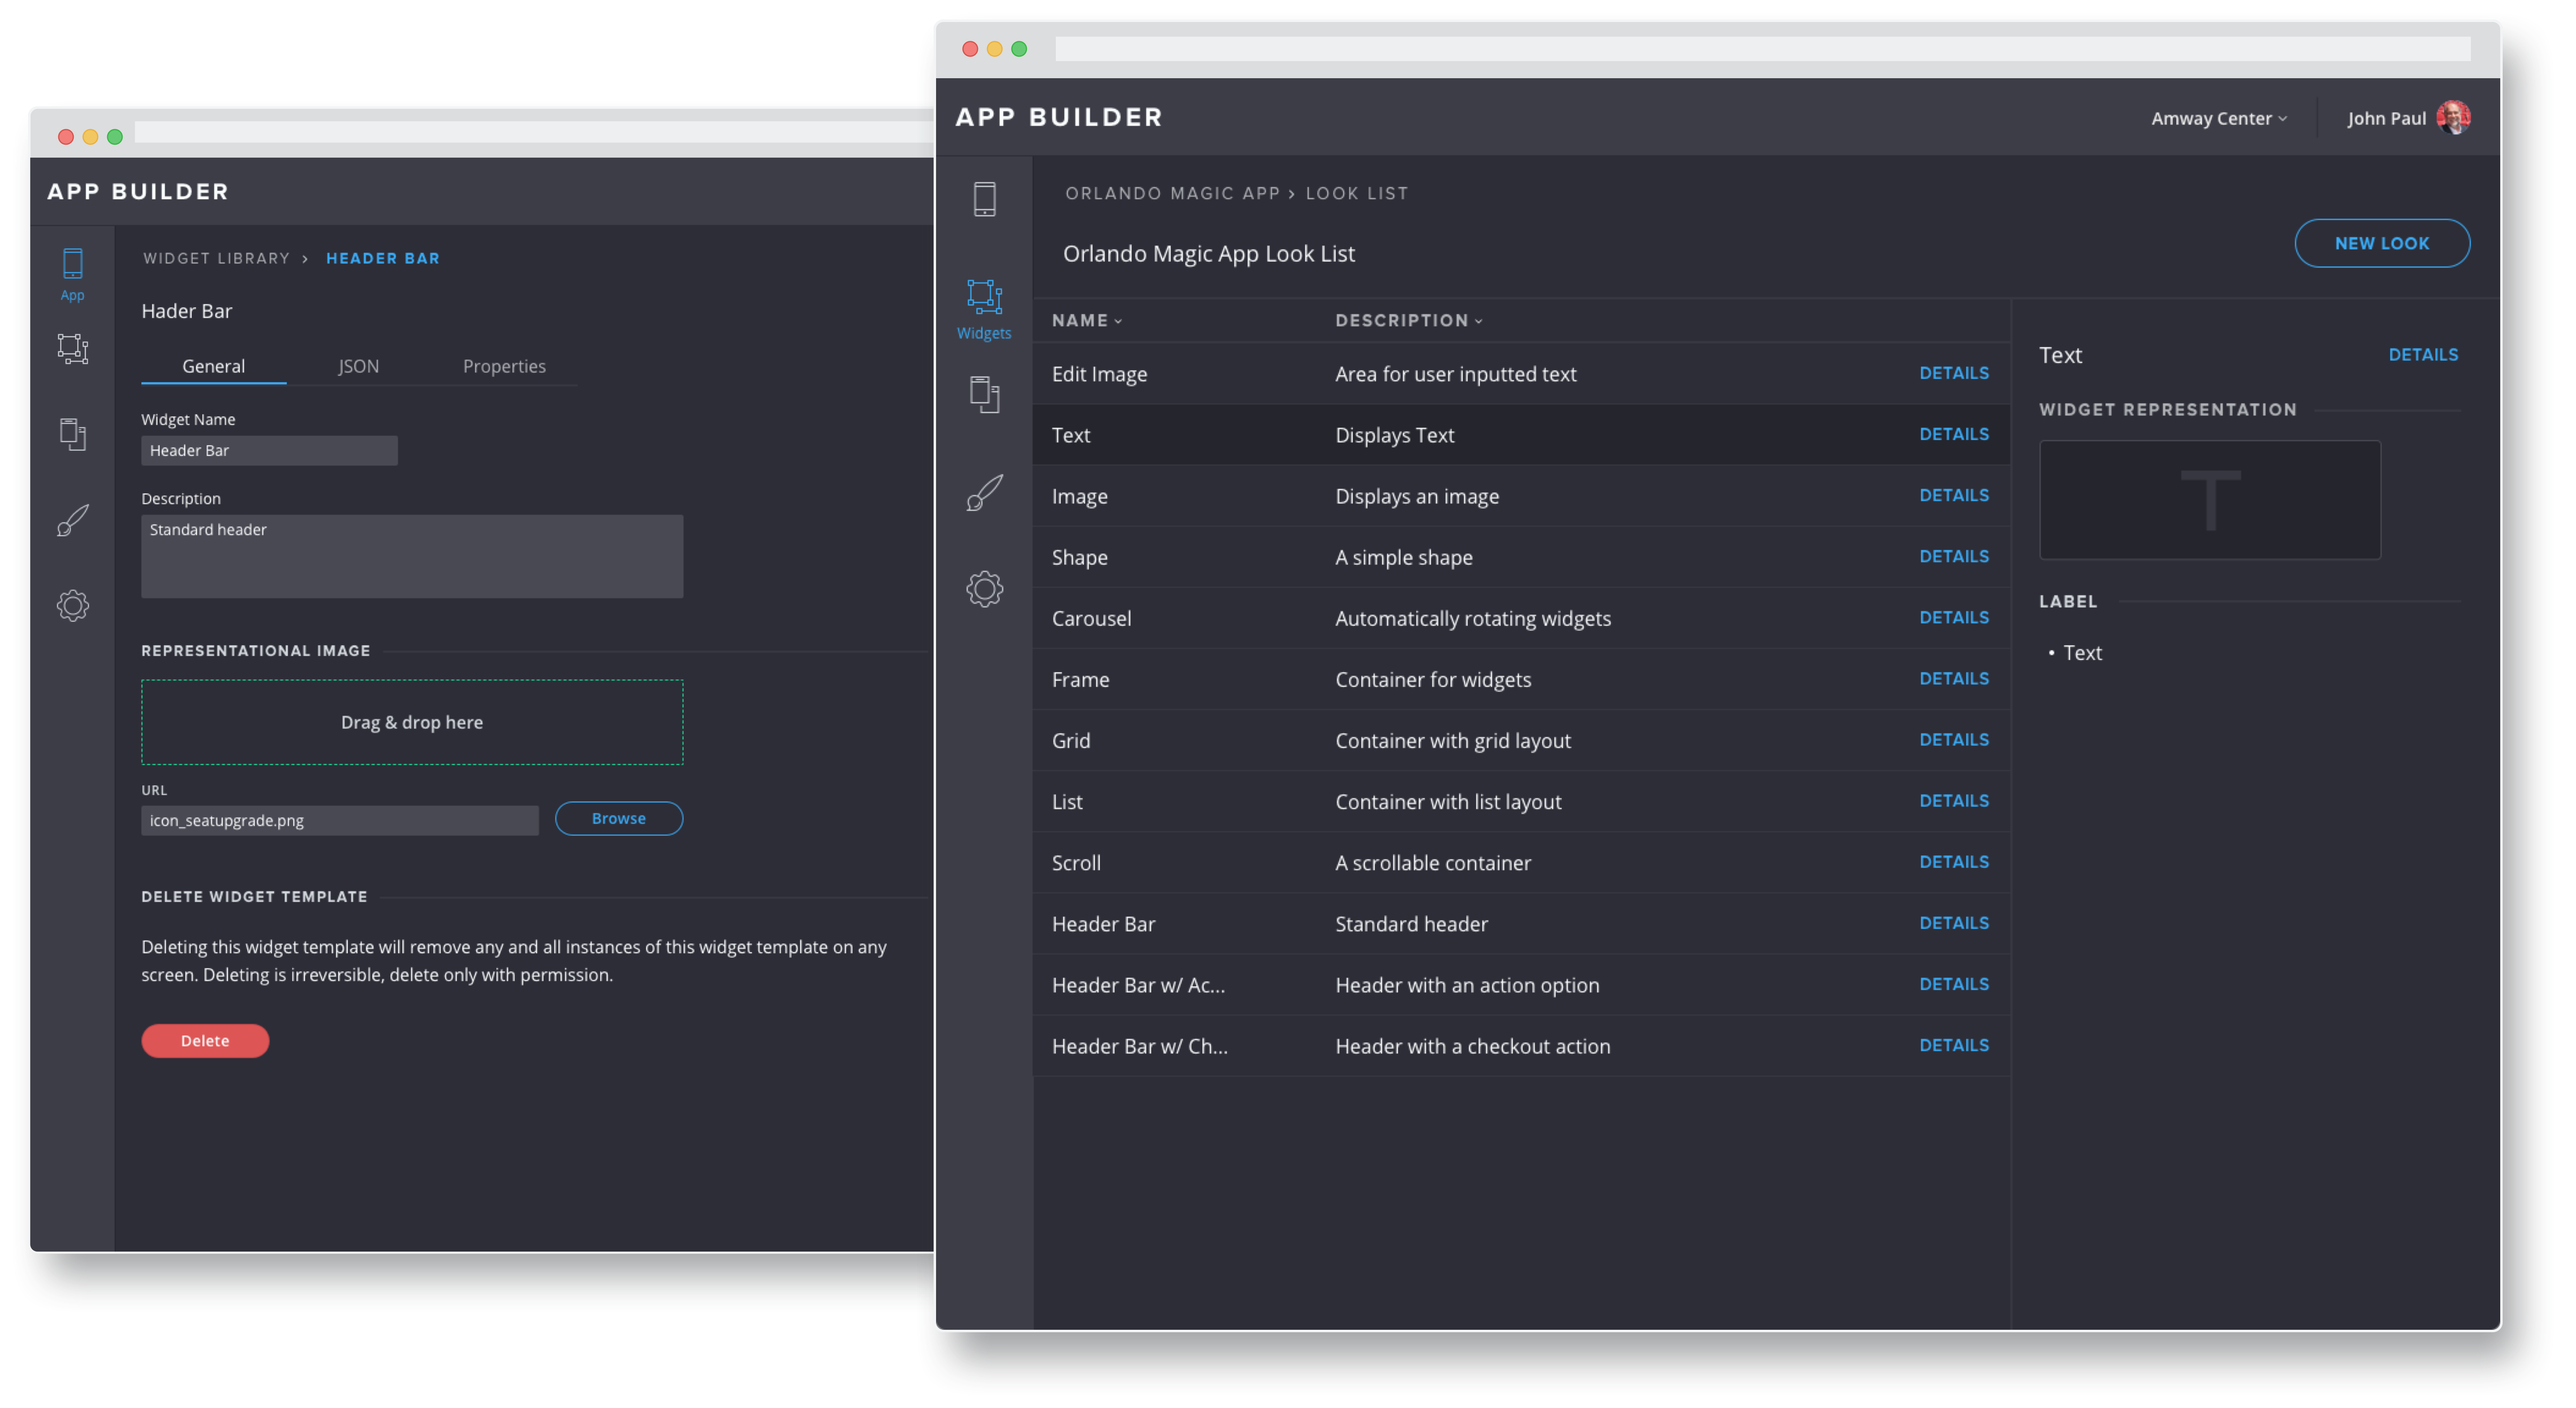 APP BUILDER
App
WIDGET LIBRARY > HEADER BAR
Hader Bar
General JSON Properties
Widget Name
Header Bar
Description
Standard header
REPRESENTATIONAL IMAGE
Drag & drop here
URL
icon_seatupgrade.png Browse
DELETE WIDGET TEMPLATE
Deleting this widget template will remove any and all instances of this widget template on any
screen. Deleting is irreversible, delete only with permission.
Delete
APP BUILDER
Amway Center John Paul
Widgets
ORLANDO MAGIC APP > LOOK LIST
Orlando Magic App Look List
NEW LOOK
NAME DESCRIPTION
Edit Image Area for user inputted text DETAILS
Text Displays Text DETAILS
Image Displays an image DETAILS
Shape A simple shape DETAILS
Carousel Automatically rotating widgets DETAILS
Frame Container for widgets DETAILS
Grid Container with grid layout DETAILS
List Container with list layout DETAILS
Scroll A scrollable container DETAILS
Header Bar Standard header DETAILS
Header Bar w/ Ac... Header with an action option DETAILS
Header Bar w/ Ch... Header with a checkout action DETAILS
Text DETAILS
WIDGET REPRESENTATION
T
LABEL
• Text